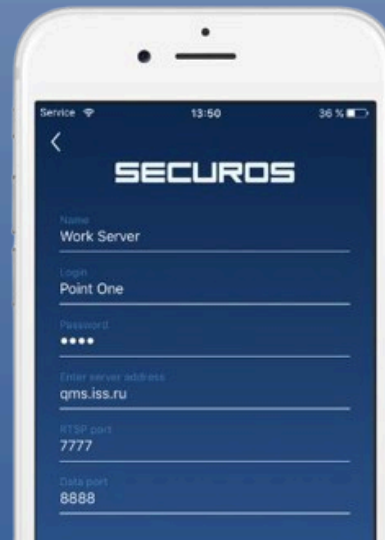 Service 13:50 36 %
SECUROS
Name
Work Server
Login
Point One
Password
••••
Enter server address
qms.iss.ru
RTSP port
7777
Data port
8888